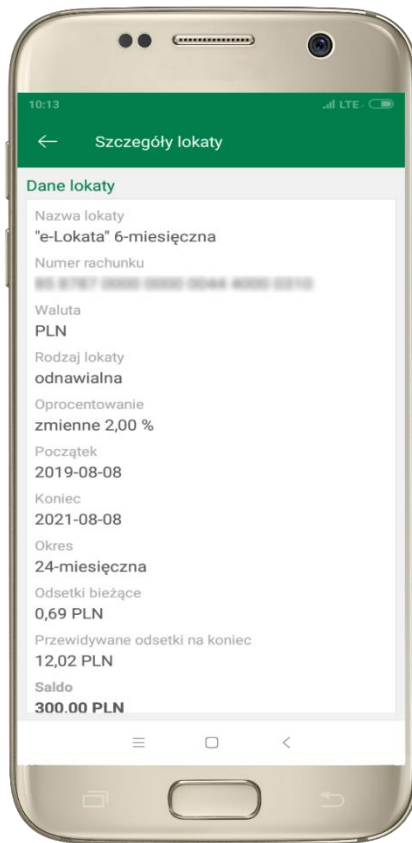 10:13 LTE
Szczegóły lokaty
Dane lokaty
Nazwa lokaty
"e-Lokata" 6-miesięczna
Numer rachunku
Waluta
PLN
Rodzaj lokaty
odnawialna
Oprocentowanie
zmienne 2,00 %
Początek
2019-08-08
Koniec
2021-08-08
Okres
24-miesięczna
Odsetki bieżące
0,69 PLN
Przewidywane odsetki na koniec
12,02 PLN
Saldo
300.00 PLN